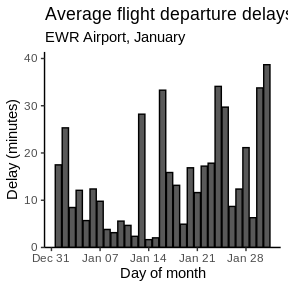 Average flight departure delays
EWR Airport, January
40
30
20
10
0
Delay (minutes)
Dec 31 Jan 07 Jan 14 Jan 21 Jan 28
Day of month